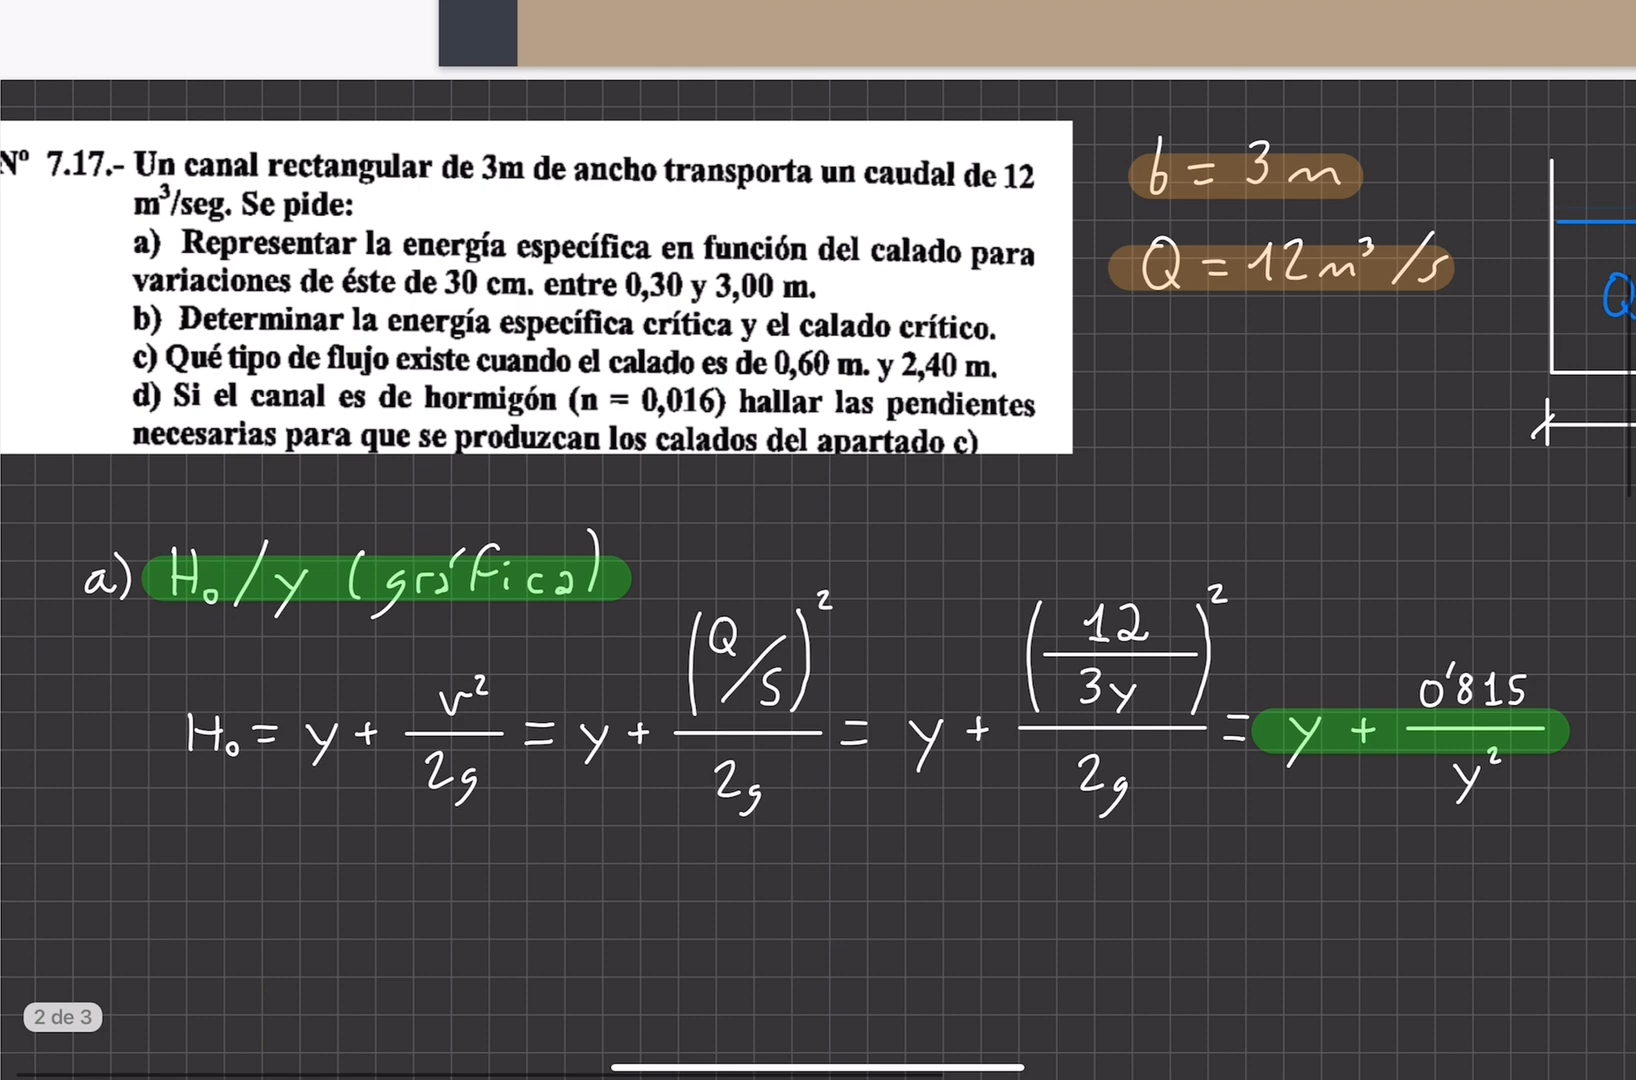 Nº 7.17.- Un canal rectangular de 3m de ancho transporta un caudal de 12
m³/seg. Se pide:
a) Representar la energía específica en función del calado para
variaciones de éste de 30 cm. entre 0,30 y 3,00 m.
b) Determinar la energía específica crítica y el calado crítico.
c) Qué tipo de flujo existe cuando el calado es de 0,60 m. y 2,40 m.
d) Si el canal es de hormigón (n = 0,016) hallar las pendientes
necesarias para que se produzcan los calados del apartado c)
b = 3 m
Q = 12 m³/s
Q
a) H₀/y (gráfica)
H₀ = y + v²/2g = y + (Q/S)²/2g = y + (12/3y)²/2g = y + 0'815/y²
2 de 3